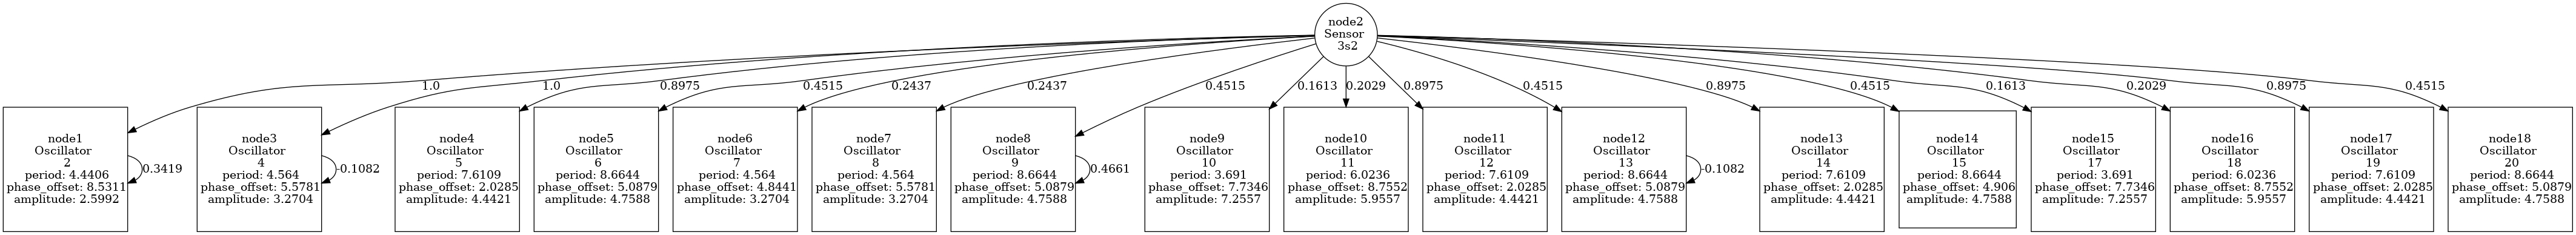 node2
Sensor
3s2
1.0
1.0
0.8975
0.4515
0.2437
0.2437
0.4515
0.1613
0.2029
0.8975
0.4515
0.8975
0.4515
0.1613
0.2029
0.8975
0.4515
node1
Oscillator
2
period: 4.4406
phase_offset: 8.5311
amplitude: 2.5992
0.3419
node3
Oscillator
4
period: 4.564
phase_offset: 5.5781
amplitude: 3.2704
-0.1082
node4
Oscillator
5
period: 7.6109
phase_offset: 2.0285
amplitude: 4.4421
node5
Oscillator
6
period: 8.6644
phase_offset: 5.0879
amplitude: 4.7588
node6
Oscillator
7
period: 4.564
phase_offset: 4.8441
amplitude: 3.2704
node7
Oscillator
8
period: 4.564
phase_offset: 5.5781
amplitude: 3.2704
node8
Oscillator
9
period: 8.6644
phase_offset: 5.0879
amplitude: 4.7588
0.4661
node9
Oscillator
10
period: 3.691
phase_offset: 7.7346
amplitude: 7.2557
node10
Oscillator
11
period: 6.0236
phase_offset: 8.7552
amplitude: 5.9557
node11
Oscillator
12
period: 7.6109
phase_offset: 2.0285
amplitude: 4.4421
node12
Oscillator
13
period: 8.6644
phase_offset: 5.0879
amplitude: 4.7588
-0.1082
node13
Oscillator
14
period: 7.6109
phase_offset: 2.0285
amplitude: 4.4421
node14
Oscillator
15
period: 8.6644
phase_offset: 4.906
amplitude: 4.7588
node15
Oscillator
17
period: 3.691
phase_offset: 7.7346
amplitude: 7.2557
node16
Oscillator
18
period: 6.0236
phase_offset: 8.7552
amplitude: 5.9557
node17
Oscillator
19
period: 7.6109
phase_offset: 2.0285
amplitude: 4.4421
node18
Oscillator
20
period: 8.6644
phase_offset: 5.0879
amplitude: 4.7588